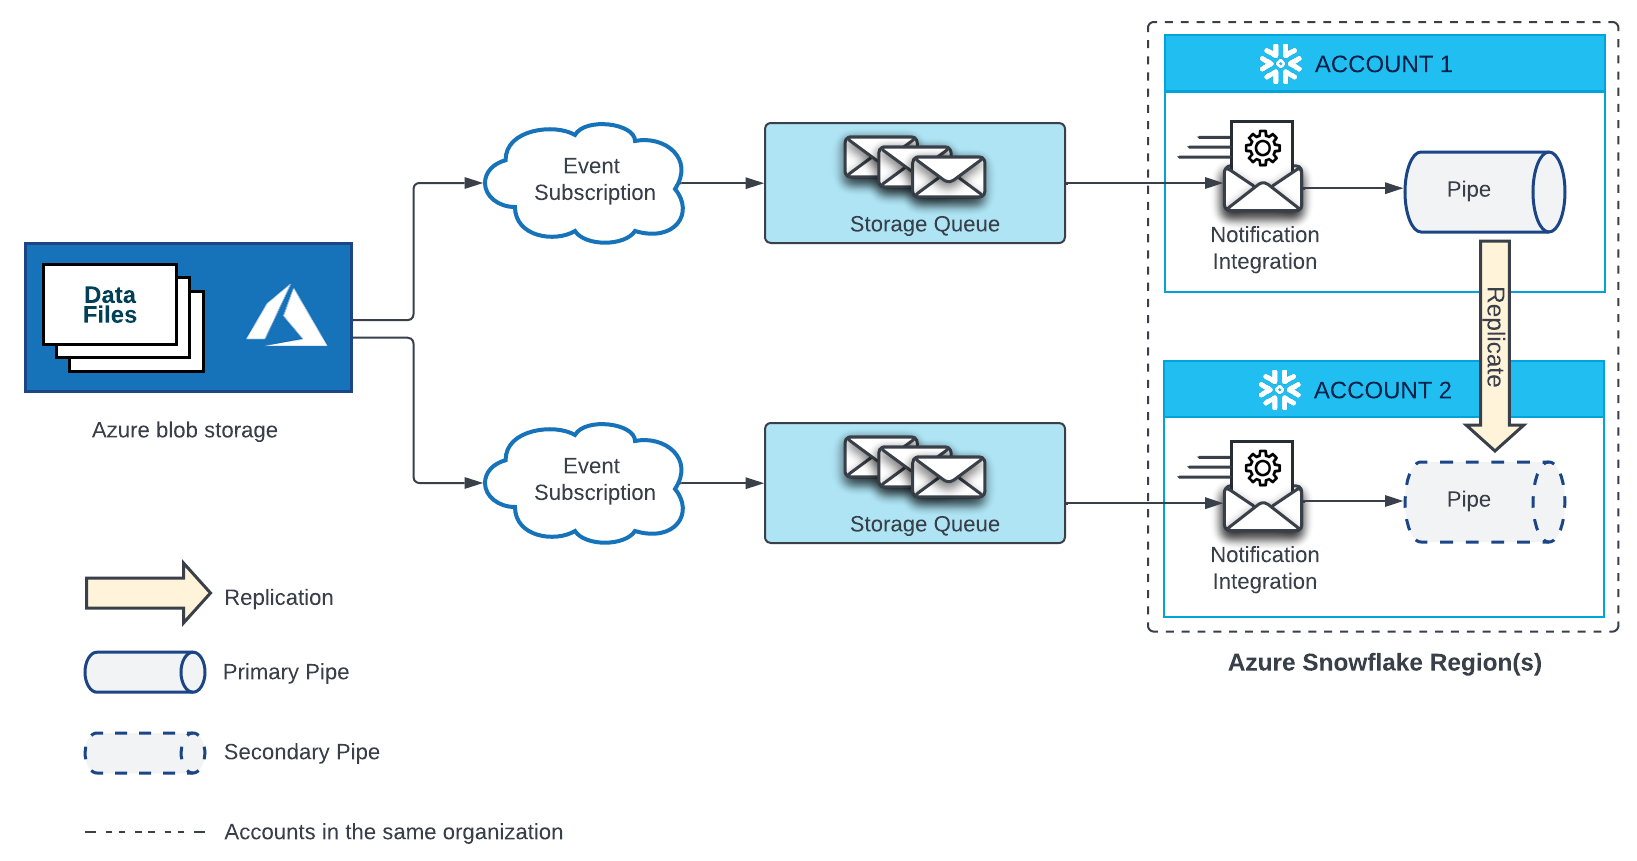 ACCOUNT 1
Event
Subscription
Storage Queue
Notification
Integration
Pipe
Replicate
Data
Files
Azure blob storage
ACCOUNT 2
Event
Subscription
Storage Queue
Notification
Integration
Pipe
Azure Snowflake Region(s)
Replication
Primary Pipe
Secondary Pipe
Accounts in the same organization